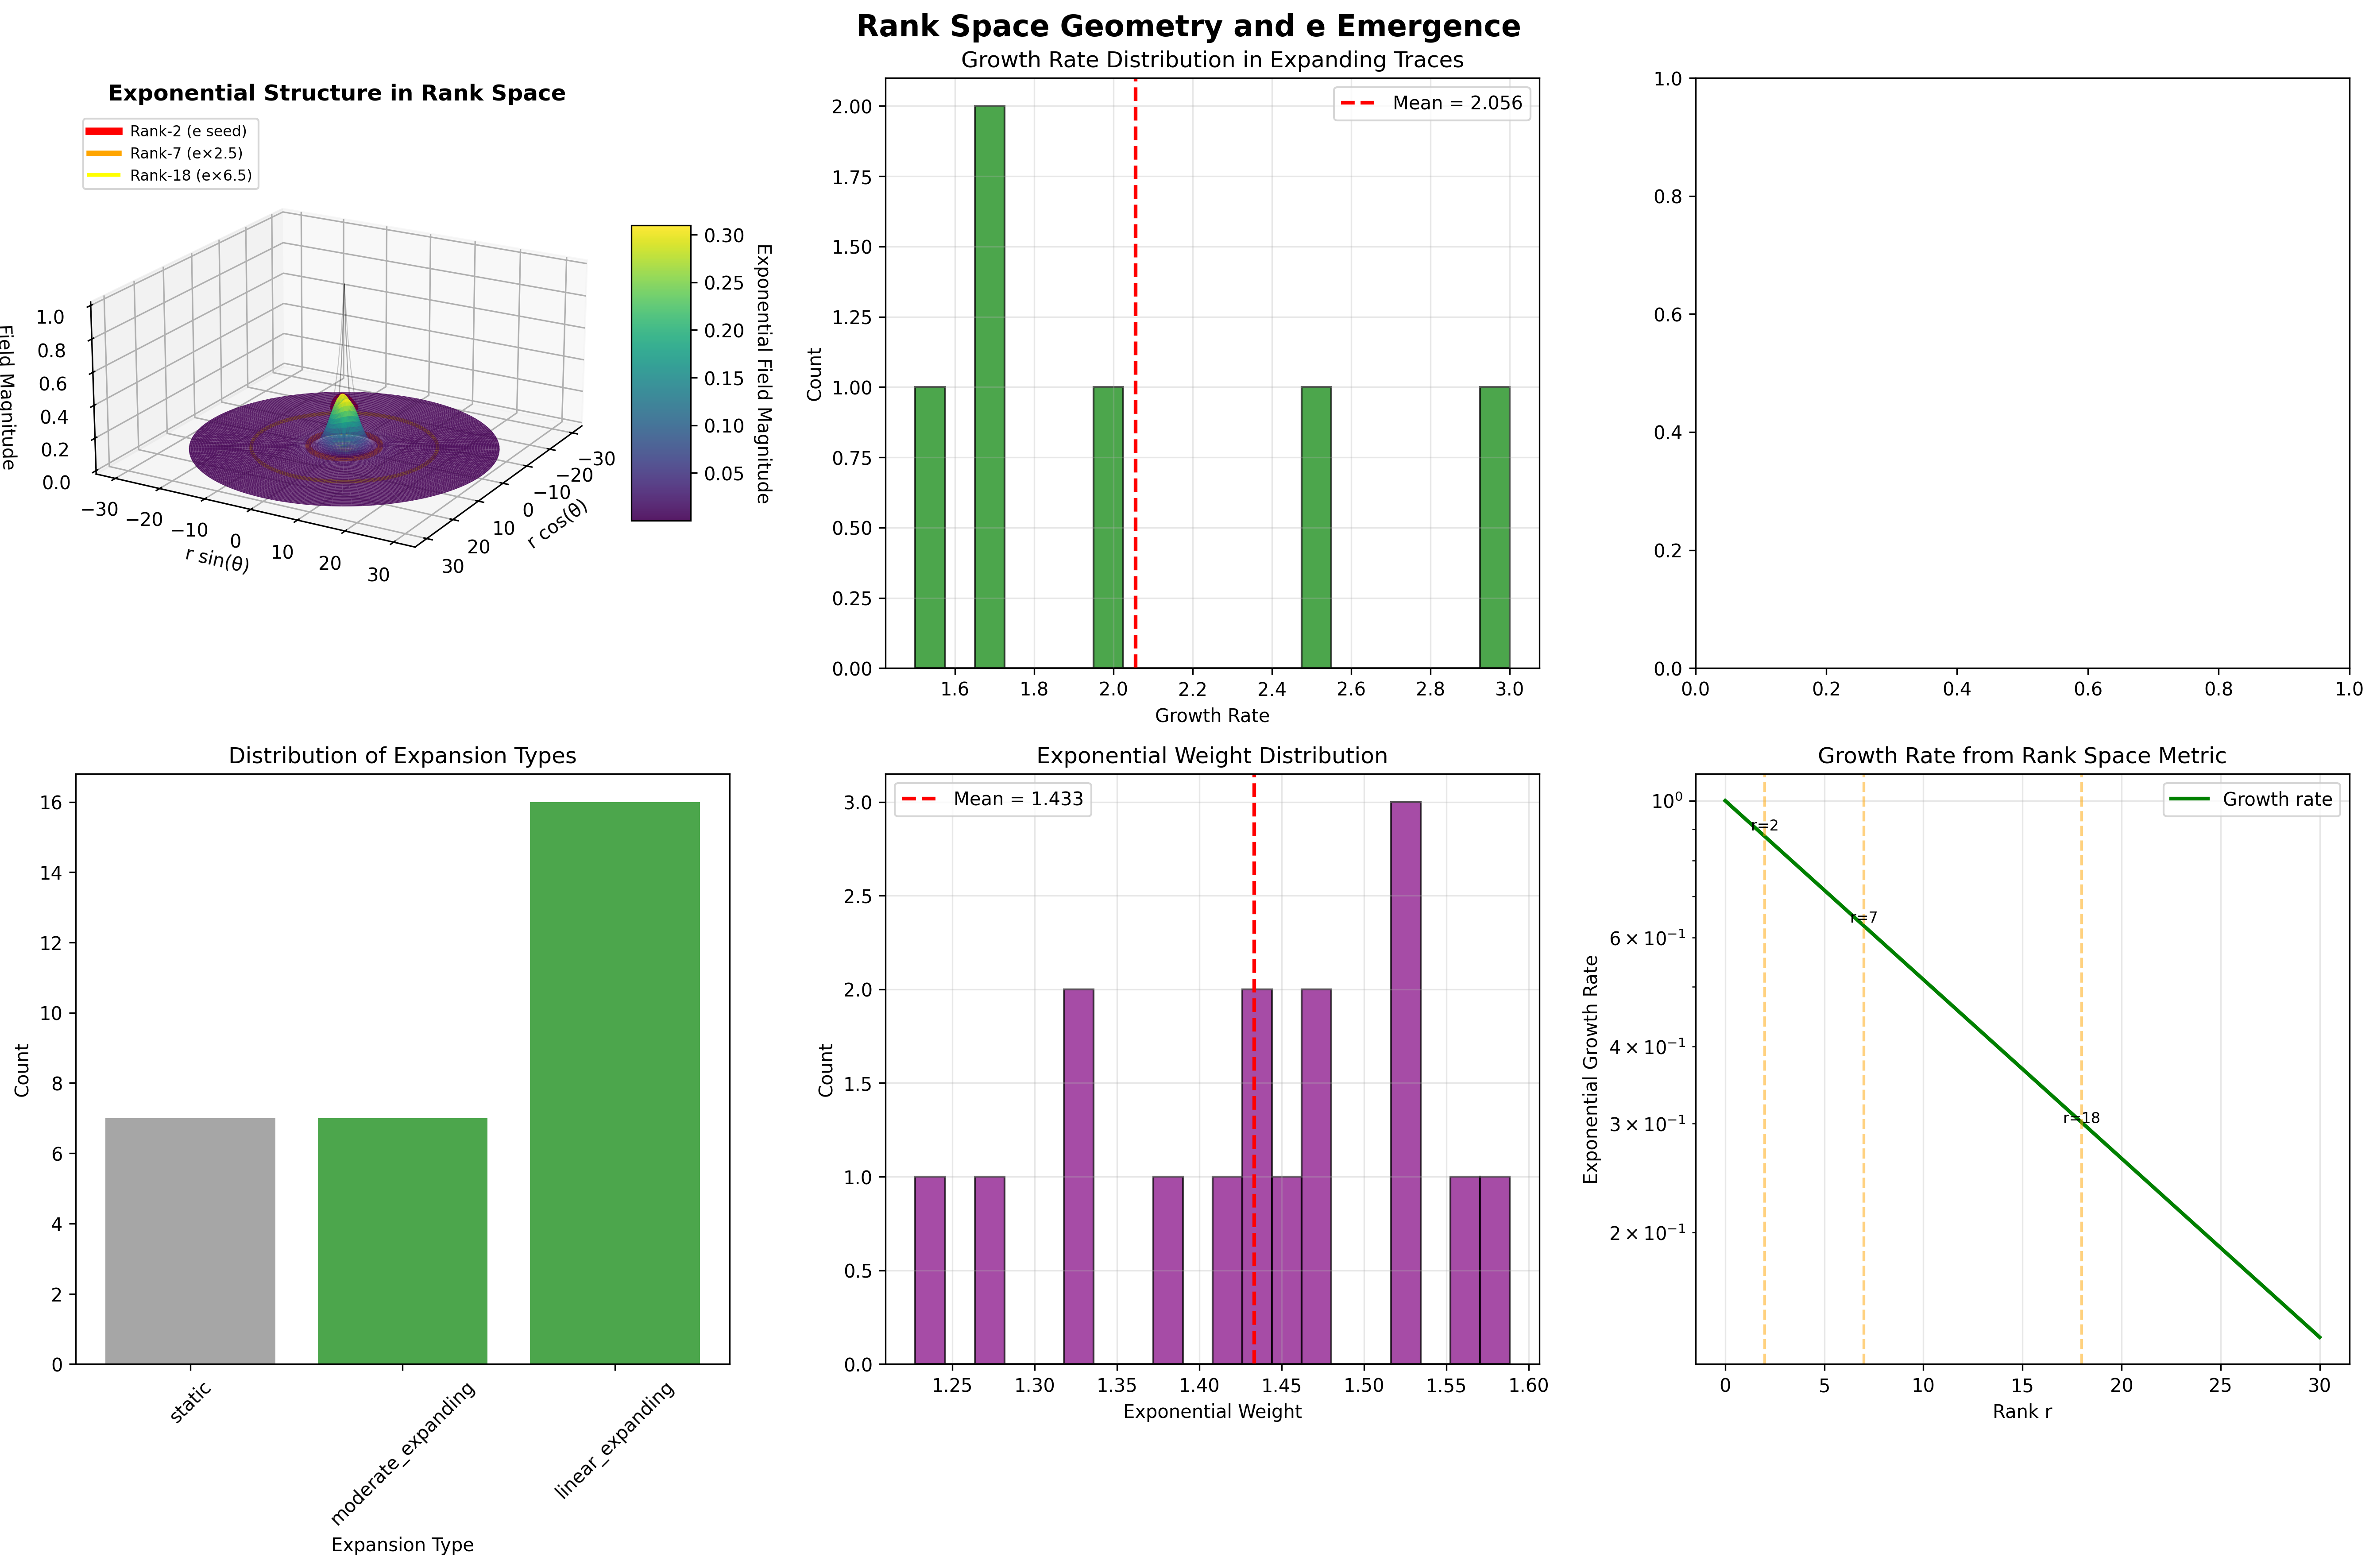 Rank Space Geometry and e Emergence
Exponential Structure in Rank Space
Rank-2 (e seed)
Rank-7 (e×2.5)
Rank-18 (e×6.5)
1.0
0.8
0.6
0.4
0.2
0.0
Field Magnitude
−30
−20
−10
0
10
20
30
r sin(θ)
−30
−20
−10
0
10
20
30
r cos(θ)
0.30
0.25
0.20
0.15
0.10
0.05
Exponential Field Magnitude
Growth Rate Distribution in Expanding Traces
Mean = 2.056
2.00
1.75
1.50
1.25
1.00
0.75
0.50
0.25
0.00
Count
1.6 1.8 2.0 2.2 2.4 2.6 2.8 3.0
Growth Rate
1.0
0.8
0.6
0.4
0.2
0.0
0.0 0.2 0.4 0.6 0.8 1.0
Distribution of Expansion Types
16
14
12
10
8
6
4
2
0
Count
static
moderate_expanding
linear_expanding
Expansion Type
Exponential Weight Distribution
Mean = 1.433
3.0
2.5
2.0
1.5
1.0
0.5
0.0
Count
1.25 1.30 1.35 1.40 1.45 1.50 1.55 1.60
Exponential Weight
Growth Rate from Rank Space Metric
Growth rate
10⁰
6 × 10⁻¹
4 × 10⁻¹
3 × 10⁻¹
2 × 10⁻¹
Exponential Growth Rate
r=2
r=7
r=18
0 5 10 15 20 25 30
Rank r